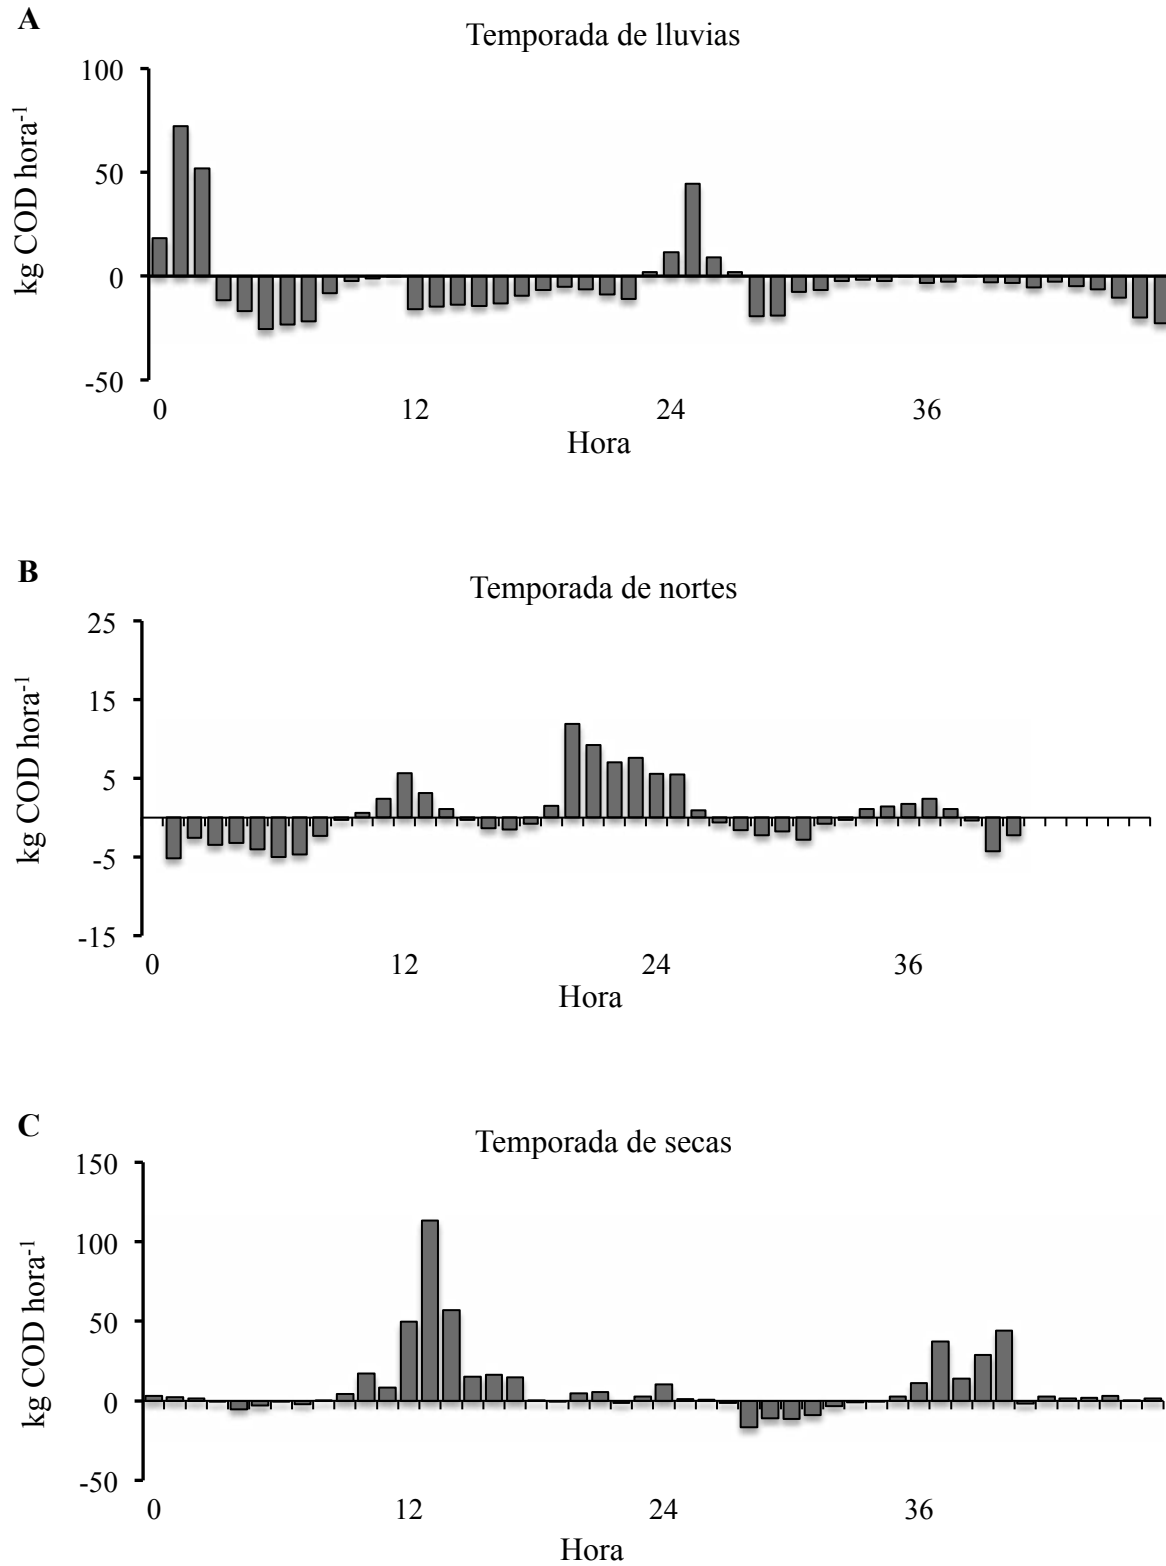 A
Temporada de lluvias
100
50
0
-50
kg COD hora-1
0 12 24 36
Hora
B
Temporada de nortes
25
15
5
-5
-15
kg COD hora-1
0 12 24 36
Hora
C
Temporada de secas
150
100
50
0
-50
kg COD hora-1
0 12 24 36
Hora